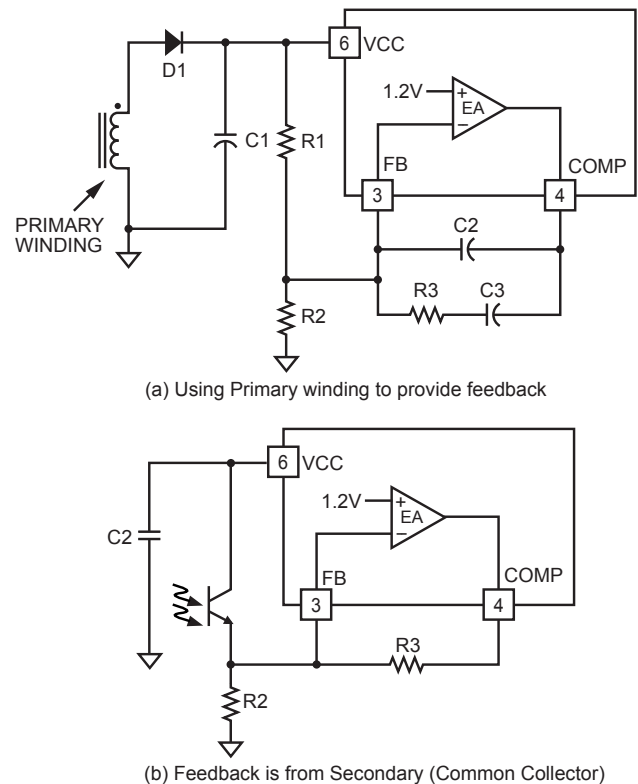 6 VCC
D1
1.2V + EA −
C1 R1
FB COMP
3 4
PRIMARY
WINDING
C2
R3 C3
R2
(a) Using Primary winding to provide feedback
6 VCC
1.2V + EA −
C2
FB COMP
3 4
R3
R2
(b) Feedback is from Secondary (Common Collector)